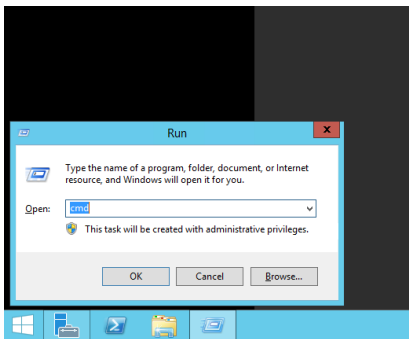 Run
x
Type the name of a program, folder, document, or Internet
resource, and Windows will open it for you.
Open:
cmd
This task will be created with administrative privileges.
OK
Cancel
Browse...